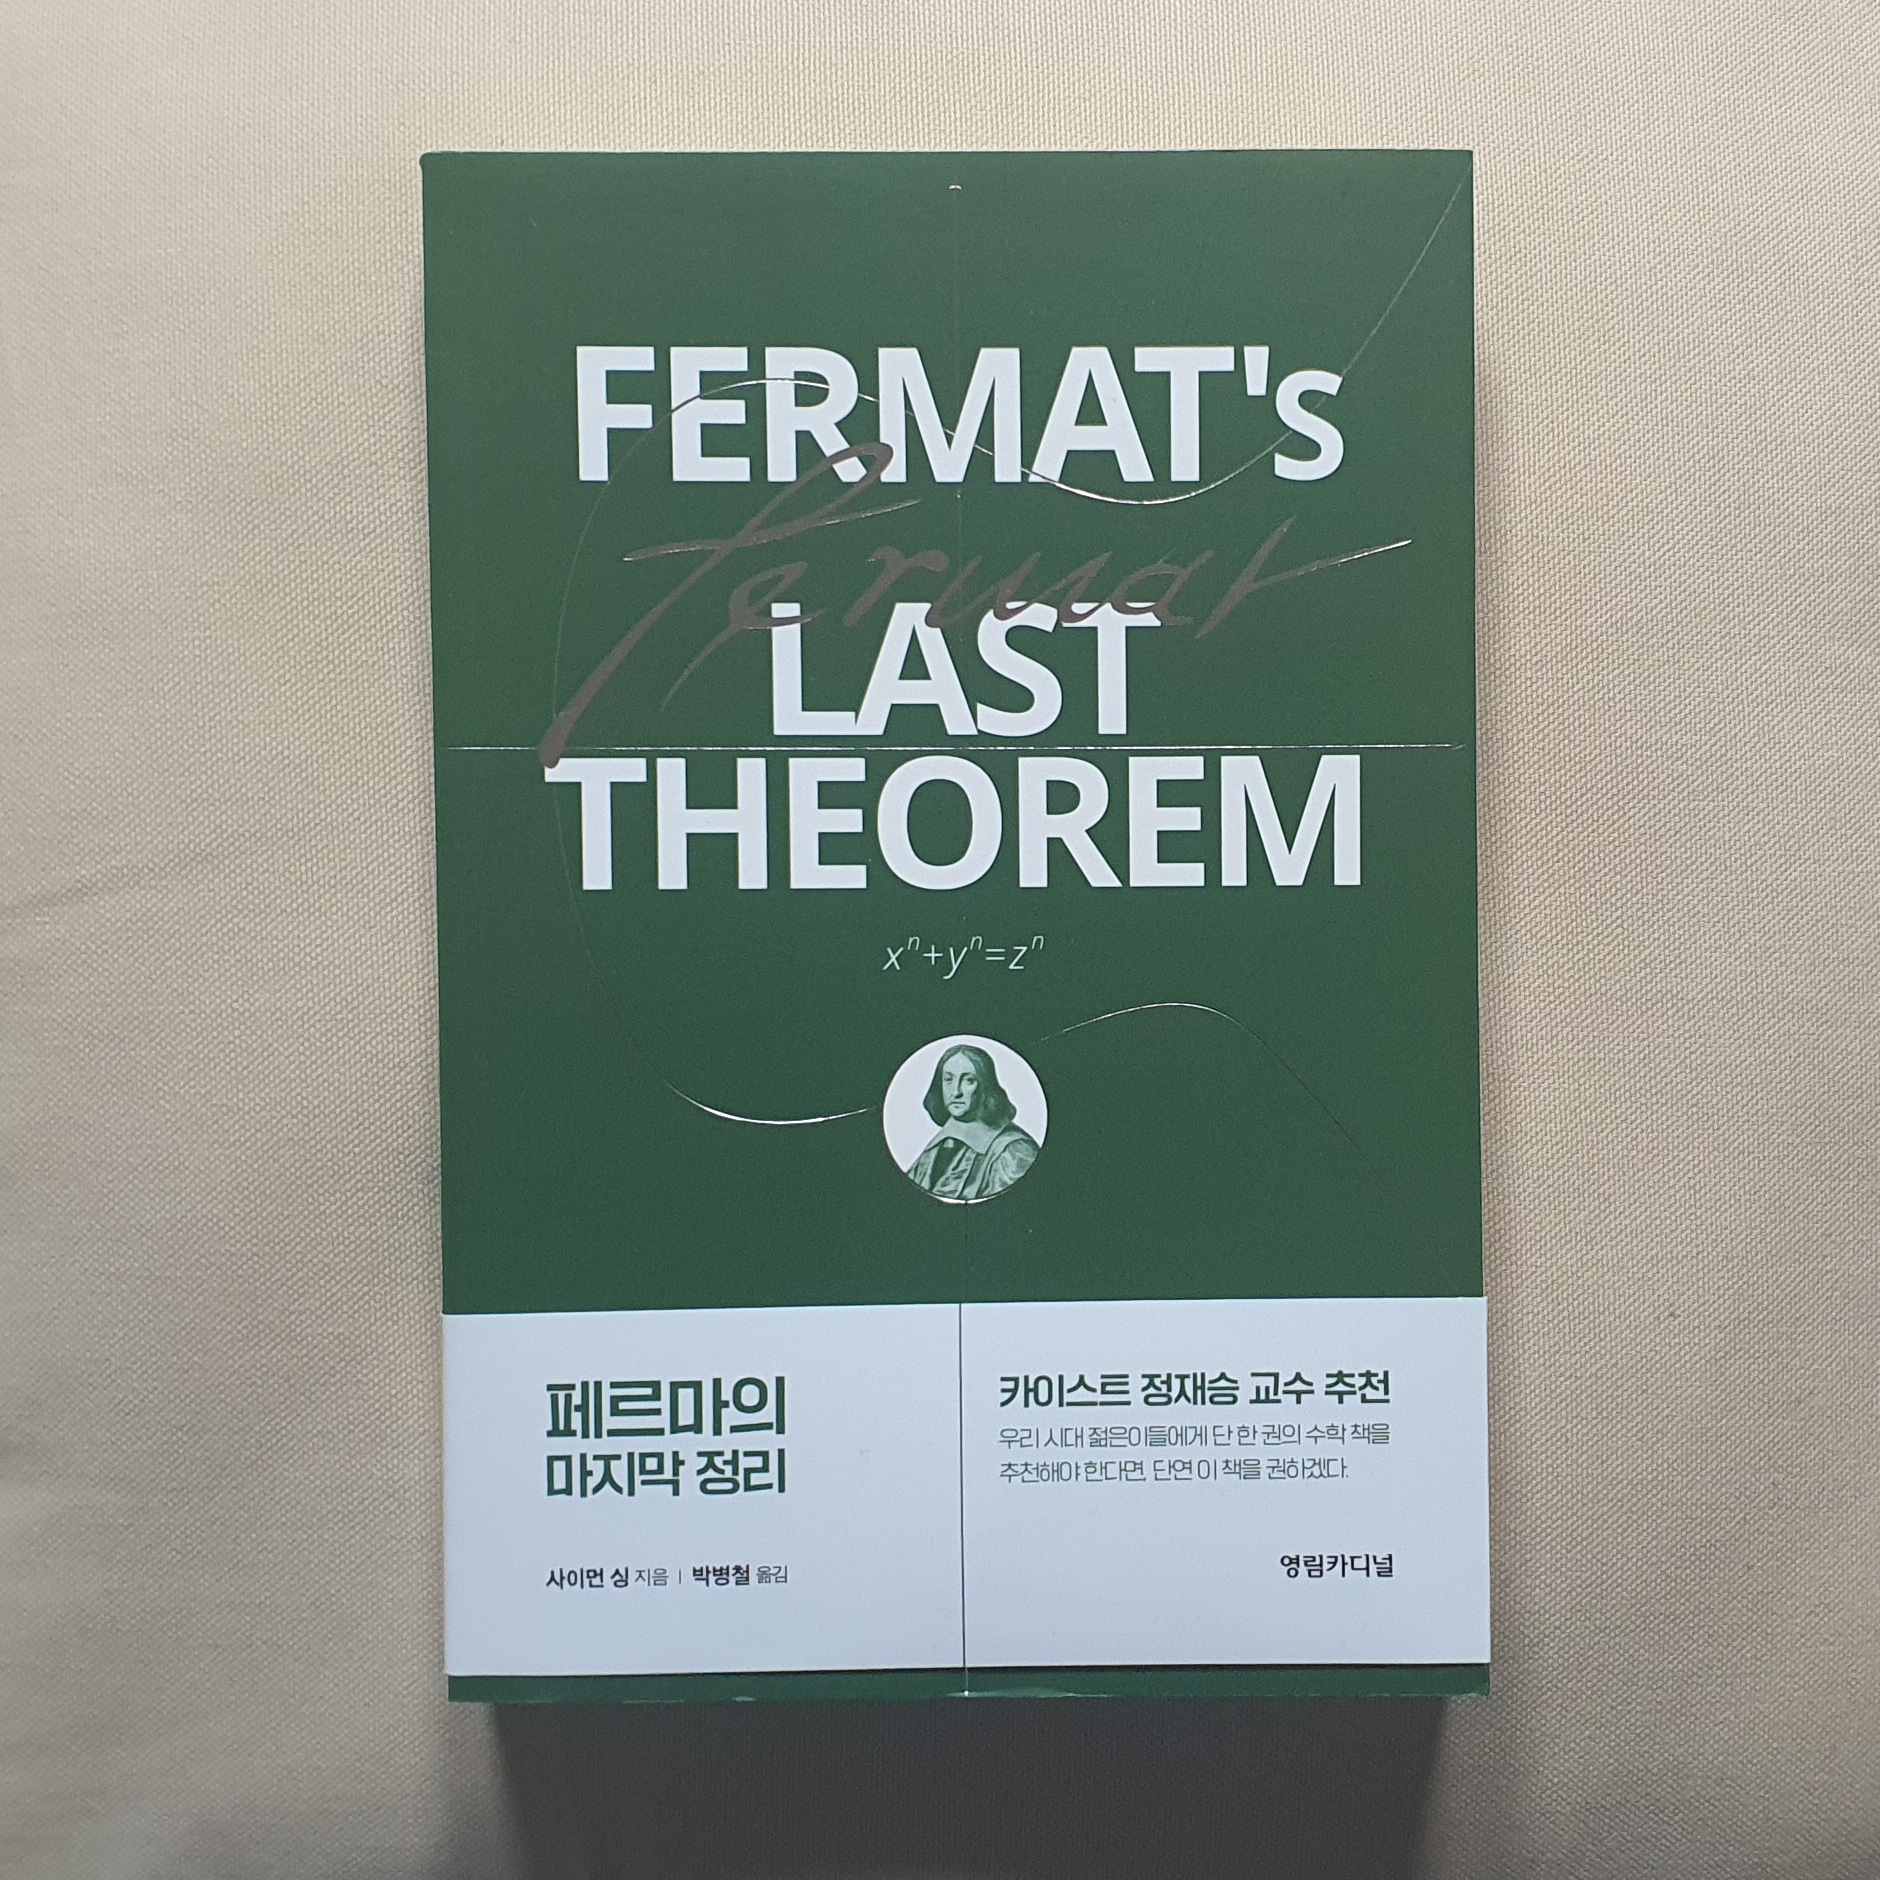 FERMAT's
fermat
LAST
THEOREM
xⁿ+yⁿ=zⁿ
페르마의
마지막 정리
사이먼 싱 지음 | 박병철 옮김
카이스트 정재승 교수 추천
우리 시대 젊은이들에게 단 한 권의 수학 책을
추천해야 한다면, 단연 이 책을 권하겠다.
영림카디널